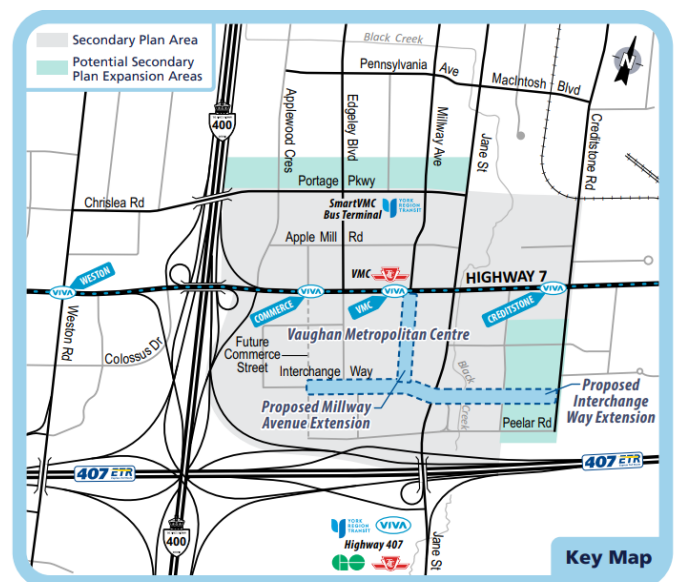 Secondary Plan Area
Potential Secondary
Plan Expansion Areas
Black Creek
Pennsylvania Ave
MacIntosh Blvd
400
Applewood Cres
Edgeley Blvd
Millway Ave
Jane St
Creditstone Rd
Portage Pkwy
Chrislea Rd
SmartVMC
Bus Terminal
YORK
REGION
TRANSIT
Apple Mill Rd
VMC
HIGHWAY 7
VIVA
WESTON
COMMERCE
VIVA
VMC
VIVA
CREDITSTONE
VIVA
Weston Rd
Colossus Dr
Vaughan Metropolitan Centre
Future
Commerce
Street
Interchange Way
Black
Creek
Proposed Millway
Avenue Extension
Proposed
Interchange
Way Extension
Peelar Rd
407 ETR
407 ETR
400
YORK
REGION
TRANSIT
VIVA
Highway 407
GO
Jane St
Key Map